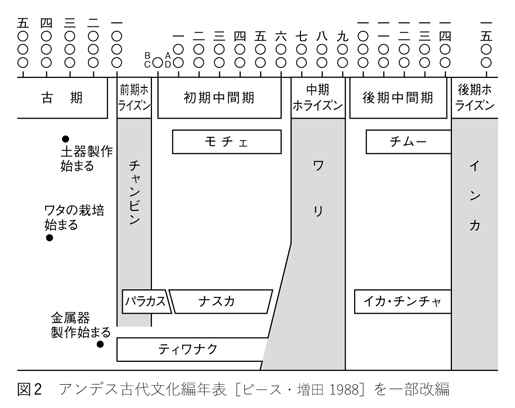 五〇〇〇
四〇〇〇
三〇〇〇
二〇〇〇
一〇〇〇
BC
〇
AD
一〇〇
二〇〇
三〇〇
四〇〇
五〇〇
六〇〇
七〇〇
八〇〇
九〇〇
一〇〇〇
一一〇〇
一二〇〇
一三〇〇
一四〇〇
一五〇〇
古期
前期ホ
ライズン
初期中間期
中期
ホライズン
後期中間期
後期ホ
ライズン
土器製作
始まる
ワタの栽培
始まる
金属器
製作始まる
チャンビン
モチェ
ワリ
チムー
インカ
パラカス
ナスカ
イカ・チンチャ
ティワナク
図2 アンデス古代文化編年表［ピース・増田 1988］を一部改編